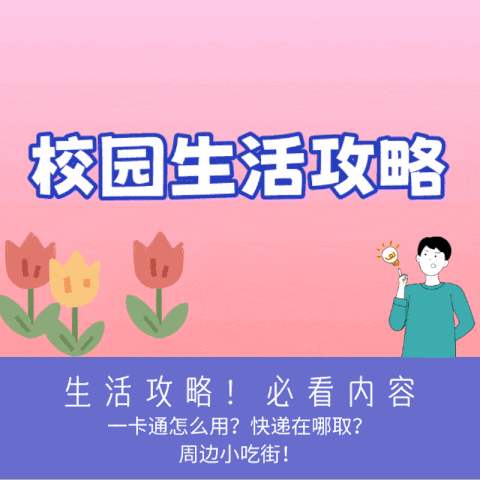 校园生活攻略
生活攻略！必看内容
一卡通怎么用？快递在哪取？
周边小吃街！